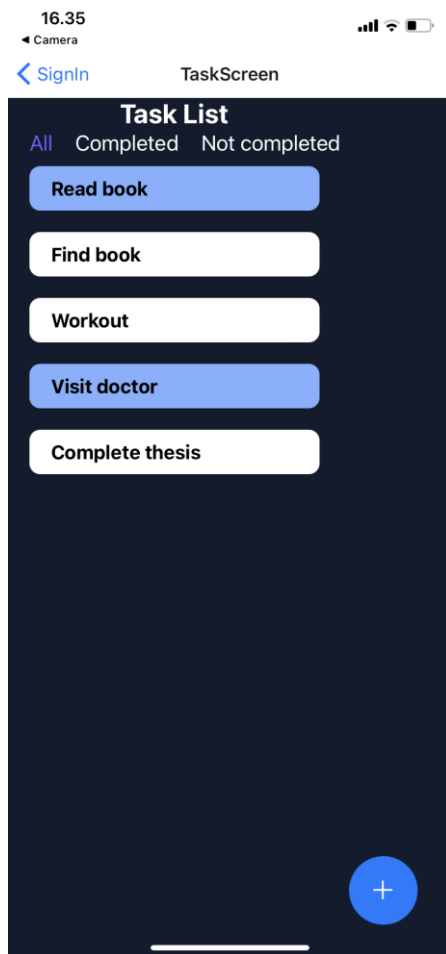 16.35
◀ Camera
SignIn TaskScreen
Task List
All Completed Not completed
Read book
Find book
Workout
Visit doctor
Complete thesis
+